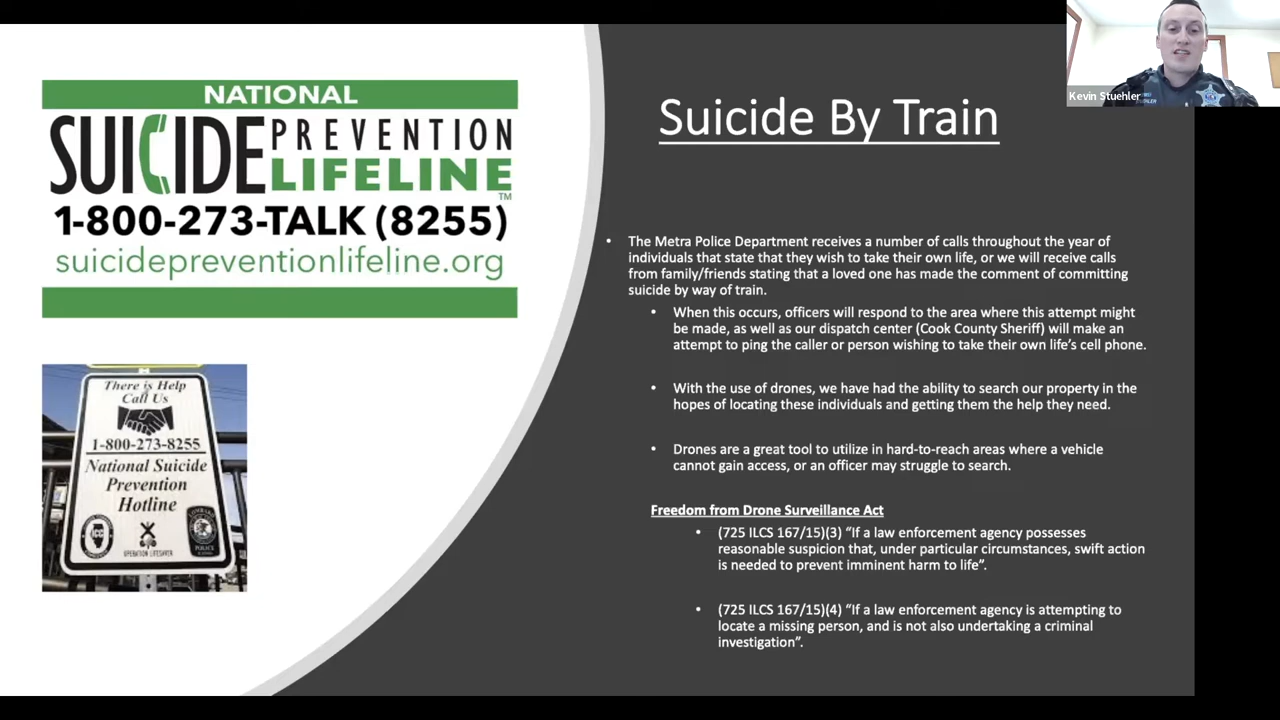 NATIONAL
SUICIDE PREVENTION
LIFELINE™
1-800-273-TALK (8255)
suicidepreventionlifeline.org
There is Help
Call Us
1-800-273-8255
National Suicide
Prevention
Hotline
ICC
OPERATION LIFESAVER
LOMBARD
POLICE
Suicide By Train
• The Metra Police Department receives a number of calls throughout the year of
individuals that state that they wish to take their own life, or we will receive calls
from family/friends stating that a loved one has made the comment of committing
suicide by way of train.
• When this occurs, officers will respond to the area where this attempt might
be made, as well as our dispatch center (Cook County Sheriff) will make an
attempt to ping the caller or person wishing to take their own life's cell phone.
• With the use of drones, we have had the ability to search our property in the
hopes of locating these individuals and getting them the help they need.
• Drones are a great tool to utilize in hard-to-reach areas where a vehicle
cannot gain access, or an officer may struggle to search.
Freedom from Drone Surveillance Act
• (725 ILCS 167/15)(3) “If a law enforcement agency possesses
reasonable suspicion that, under particular circumstances, swift action
is needed to prevent imminent harm to life”.
• (725 ILCS 167/15)(4) “If a law enforcement agency is attempting to
locate a missing person, and is not also undertaking a criminal
investigation”.
Kevin Stuehler